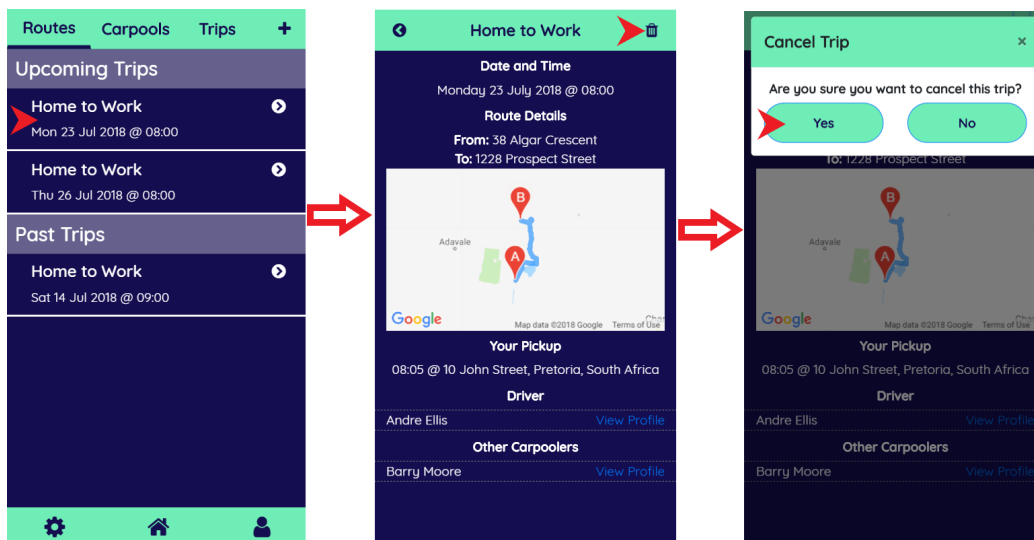 Routes Carpools Trips +
Upcoming Trips
Home to Work
Mon 23 Jul 2018 @ 08:00
Home to Work
Thu 26 Jul 2018 @ 08:00
Past Trips
Home to Work
Sat 14 Jul 2018 @ 09:00
Home to Work
Date and Time
Monday 23 July 2018 @ 08:00
Route Details
From: 38 Algar Crescent
To: 1228 Prospect Street
B
Adavale
A
Google
Map data ©2018 Google Terms of Use
Your Pickup
08:05 @ 10 John Street, Pretoria, South Africa
Driver
Andre Ellis View Profile
Other Carpoolers
Barry Moore View Profile
Cancel Trip ×
Are you sure you want to cancel this trip?
Yes No
To: 1228 Prospect Street
B
Adavale
A
Google
Map data ©2018 Google Terms of Use
Your Pickup
08:05 @ 10 John Street, Pretoria, South Africa
Driver
Andre Ellis View Profile
Other Carpoolers
Barry Moore View Profile